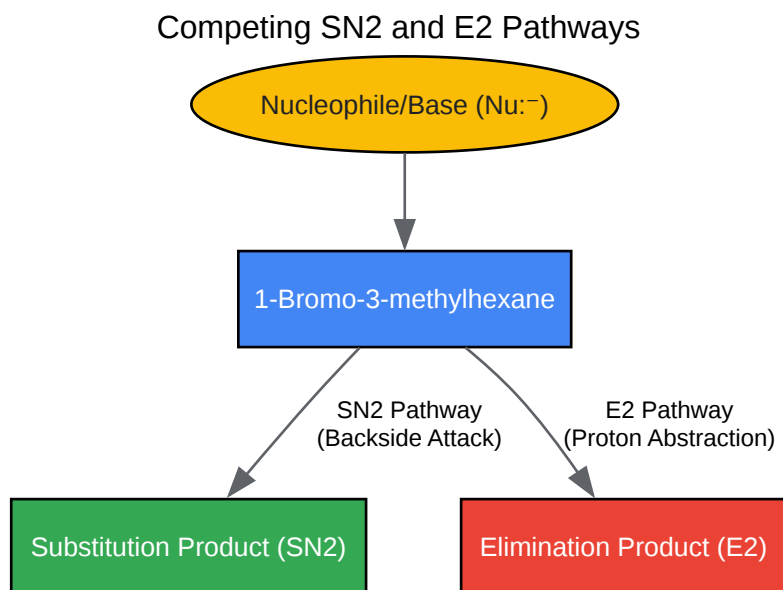 Competing SN2 and E2 Pathways
Nucleophile/Base (Nu:⁻)
1-Bromo-3-methylhexane
SN2 Pathway
(Backside Attack)
E2 Pathway
(Proton Abstraction)
Substitution Product (SN2)
Elimination Product (E2)